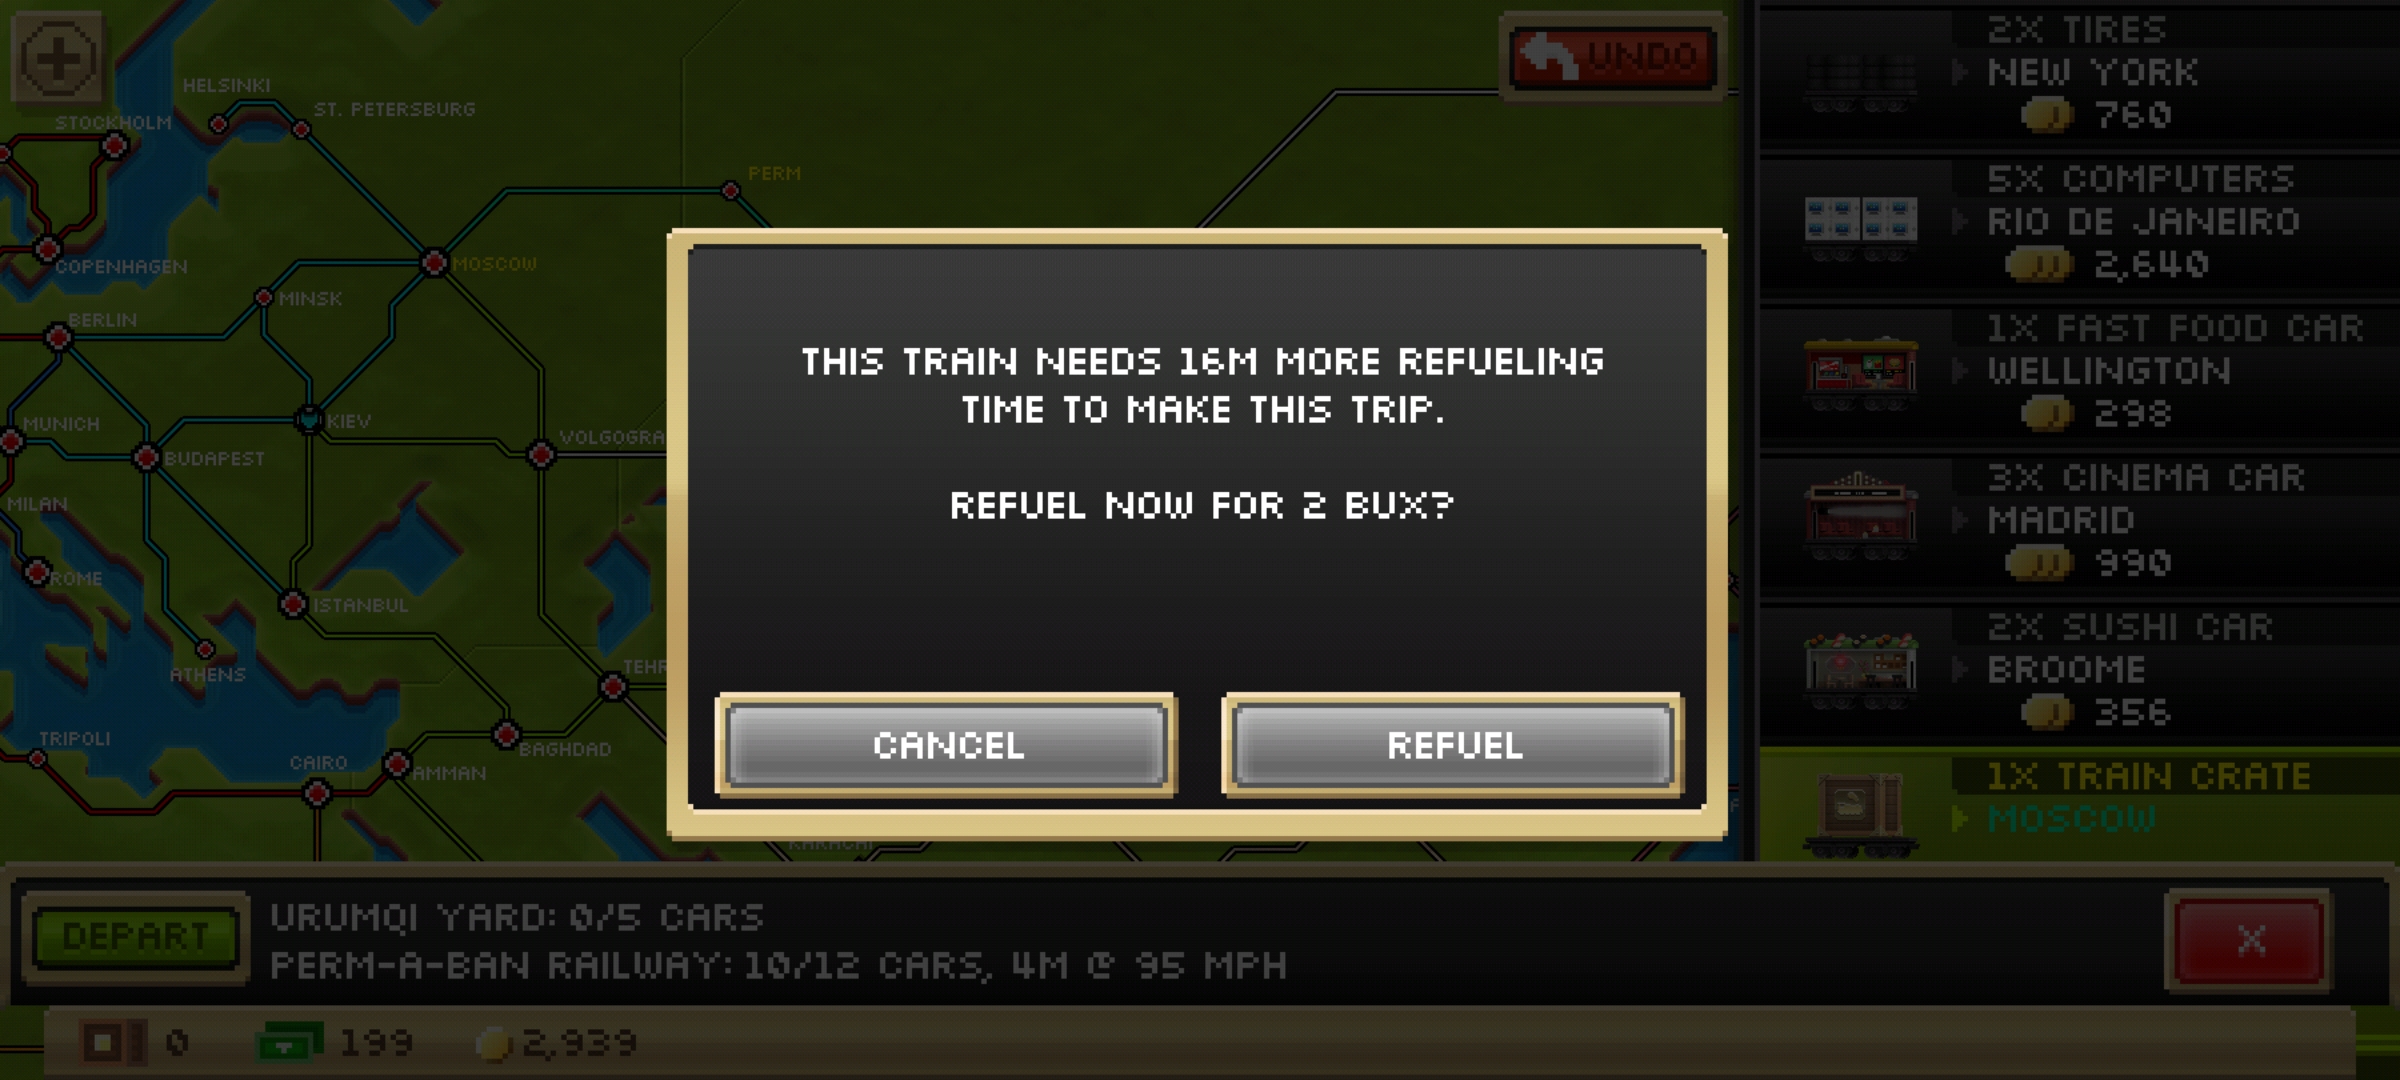 UNDO
HELSINKI
ST. PETERSBURG
STOCKHOLM
PERM
COPENHAGEN
MOSCOW
MINSK
BERLIN
MUNICH
KIEV
BUDAPEST
VOLGOGRA
MILAN
ROME
ISTANBUL
ATHENS
TEHR
TRIPOLI
CAIRO
AMMAN
BAGHDAD
KARACHI
THIS TRAIN NEEDS 16M MORE REFUELING
TIME TO MAKE THIS TRIP.
REFUEL NOW FOR 2 BUX?
CANCEL
REFUEL
2X TIRES
NEW YORK
760
5X COMPUTERS
RIO DE JANEIRO
2,640
1X FAST FOOD CAR
WELLINGTON
298
3X CINEMA CAR
MADRID
990
2X SUSHI CAR
BROOME
356
1X TRAIN CRATE
MOSCOW
DEPART
URUMQI YARD: 0/5 CARS
PERM-A-BAN RAILWAY: 10/12 CARS, 4M @ 95 MPH
X
0
199
2,939